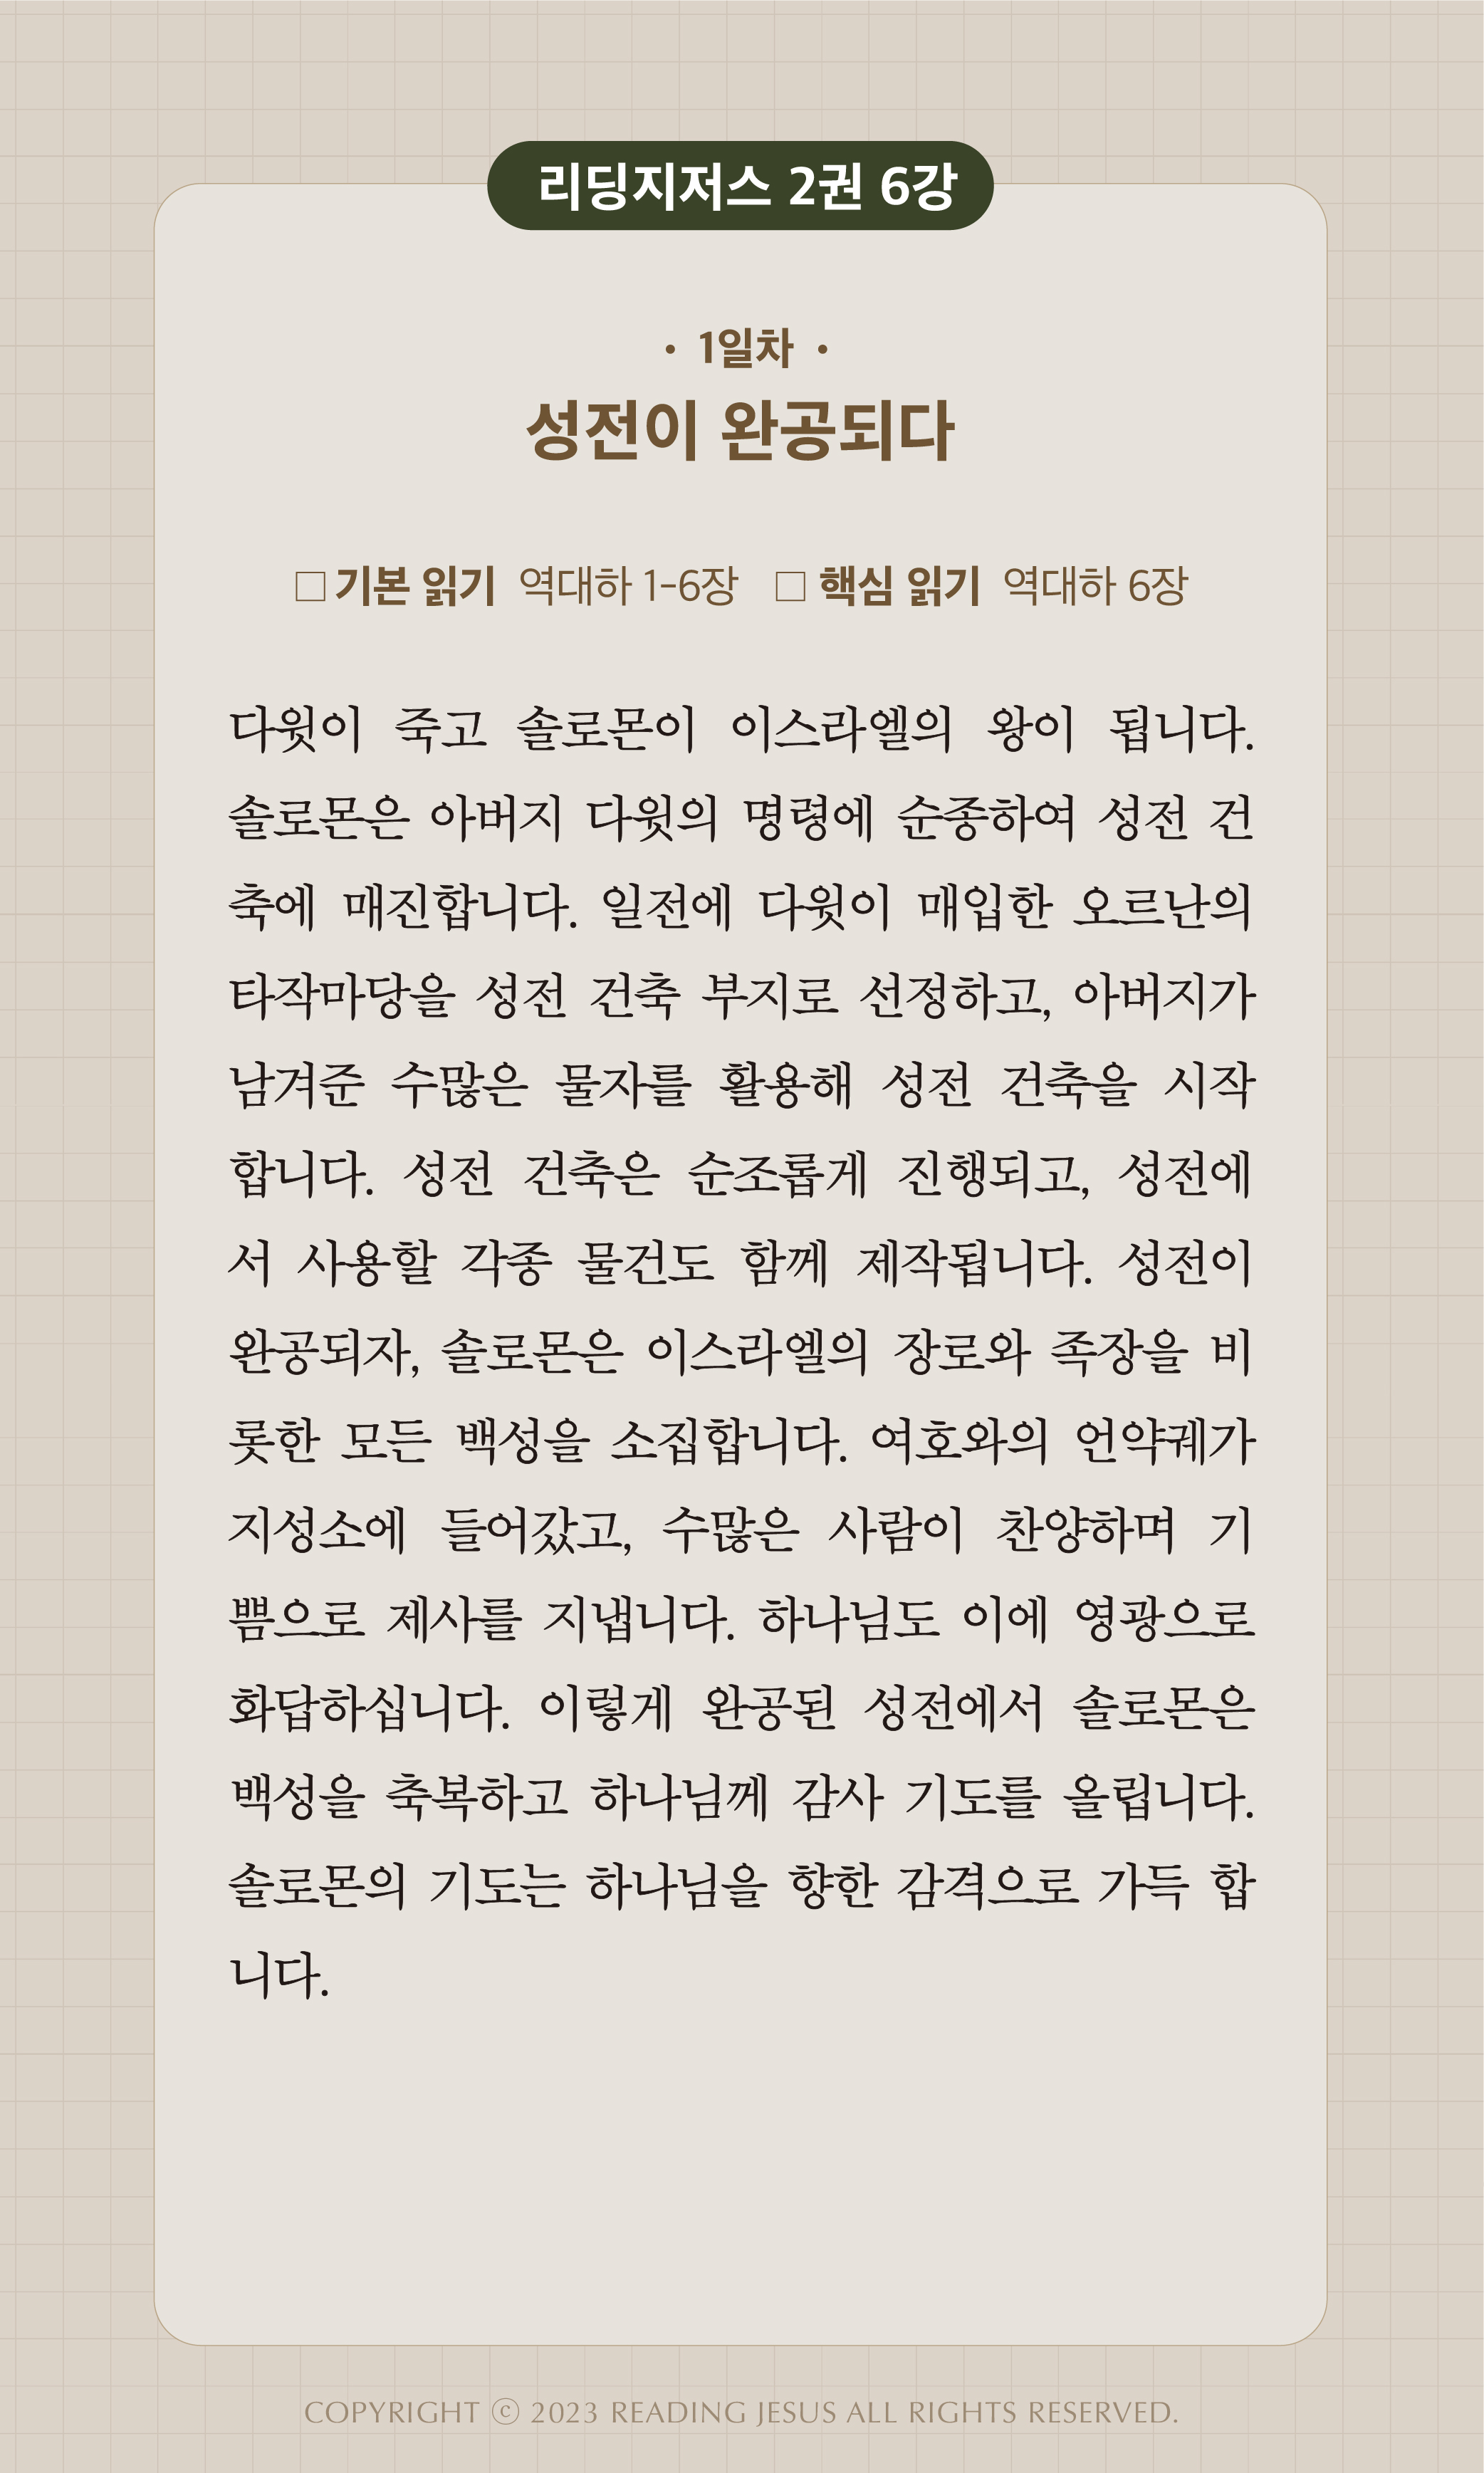 리딩지저스 2권 6강
· 1일차 ·
성전이 완공되다
□ 기본 읽기 역대하 1-6장 □ 핵심 읽기 역대하 6장
다윗이 죽고 솔로몬이 이스라엘의 왕이 됩니다.
솔로몬은 아버지 다윗의 명령에 순종하여 성전 건
축에 매진합니다. 일전에 다윗이 매입한 오르난의
타작마당을 성전 건축 부지로 선정하고, 아버지가
남겨준 수많은 물자를 활용해 성전 건축을 시작
합니다. 성전 건축은 순조롭게 진행되고, 성전에
서 사용할 각종 물건도 함께 제작됩니다. 성전이
완공되자, 솔로몬은 이스라엘의 장로와 족장을 비
롯한 모든 백성을 소집합니다. 여호와의 언약궤가
지성소에 들어갔고, 수많은 사람이 찬양하며 기
쁨으로 제사를 지냅니다. 하나님도 이에 영광으로
화답하십니다. 이렇게 완공된 성전에서 솔로몬은
백성을 축복하고 하나님께 감사 기도를 올립니다.
솔로몬의 기도는 하나님을 향한 감격으로 가득 합
니다.
COPYRIGHT ⓒ 2023 READING JESUS ALL RIGHTS RESERVED.